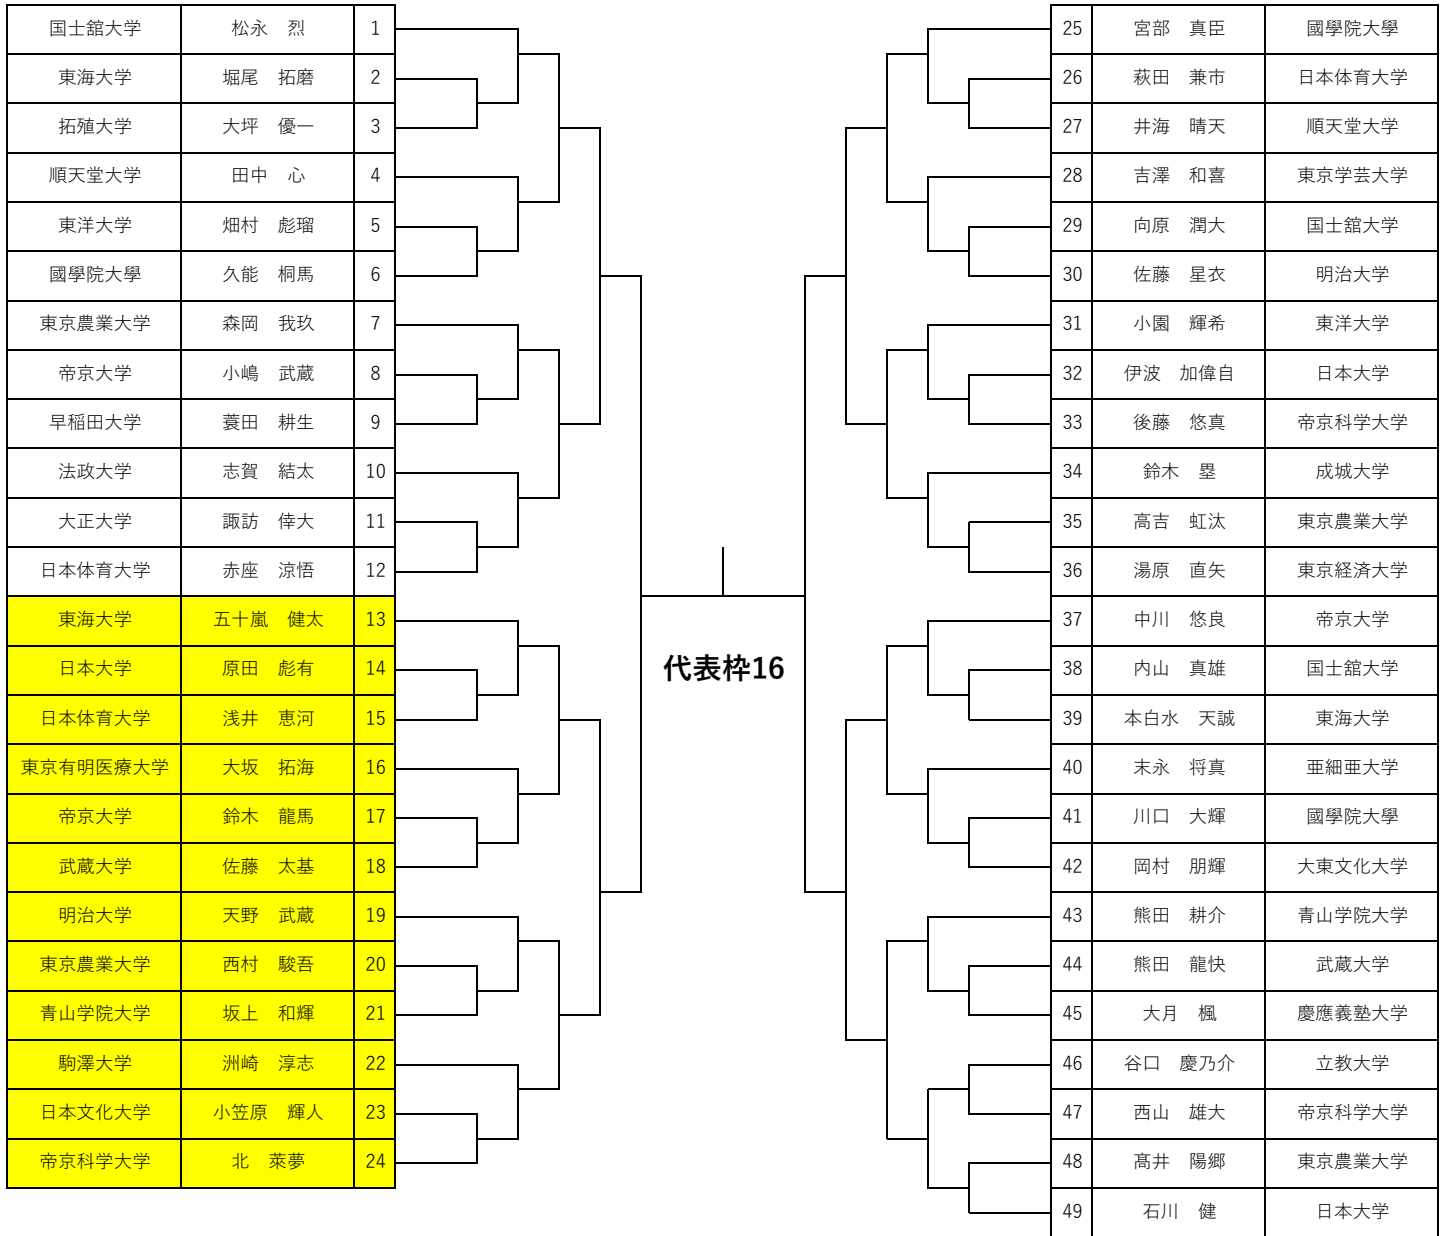 国士舘大学 松永　烈 1
東海大学 堀尾　拓磨 2
拓殖大学 大坪　優一 3
順天堂大学 田中　心 4
東洋大学 畑村　彪瑠 5
國學院大學 久能　桐馬 6
東京農業大学 森岡　我玖 7
帝京大学 小嶋　武蔵 8
早稲田大学 蓑田　耕生 9
法政大学 志賀　結太 10
大正大学 諏訪　倖大 11
日本体育大学 赤座　涼悟 12
東海大学 五十嵐　健太 13
日本大学 原田　彪有 14
日本体育大学 浅井　恵河 15
東京有明医療大学 大坂　拓海 16
帝京大学 鈴木　龍馬 17
武蔵大学 佐藤　太基 18
明治大学 天野　武蔵 19
東京農業大学 西村　駿吾 20
青山学院大学 坂上　和輝 21
駒澤大学 洲崎　淳志 22
日本文化大学 小笠原　輝人 23
帝京科学大学 北　萊夢 24
代表枠16
25 宮部　真臣 國學院大學
26 萩田　兼市 日本体育大学
27 井海　晴天 順天堂大学
28 吉澤　和喜 東京学芸大学
29 向原　潤大 国士舘大学
30 佐藤　星衣 明治大学
31 小園　輝希 東洋大学
32 伊波　加偉自 日本大学
33 後藤　悠真 帝京科学大学
34 鈴木　塁 成城大学
35 高吉　虹汰 東京農業大学
36 湯原　直矢 東京経済大学
37 中川　悠良 帝京大学
38 内山　真雄 国士舘大学
39 本白水　天誠 東海大学
40 末永　将真 亜細亜大学
41 川口　大輝 國學院大學
42 岡村　朋輝 大東文化大学
43 熊田　耕介 青山学院大学
44 熊田　龍快 武蔵大学
45 大月　楓 慶應義塾大学
46 谷口　慶乃介 立教大学
47 西山　雄大 帝京科学大学
48 髙井　陽郷 東京農業大学
49 石川　健 日本大学